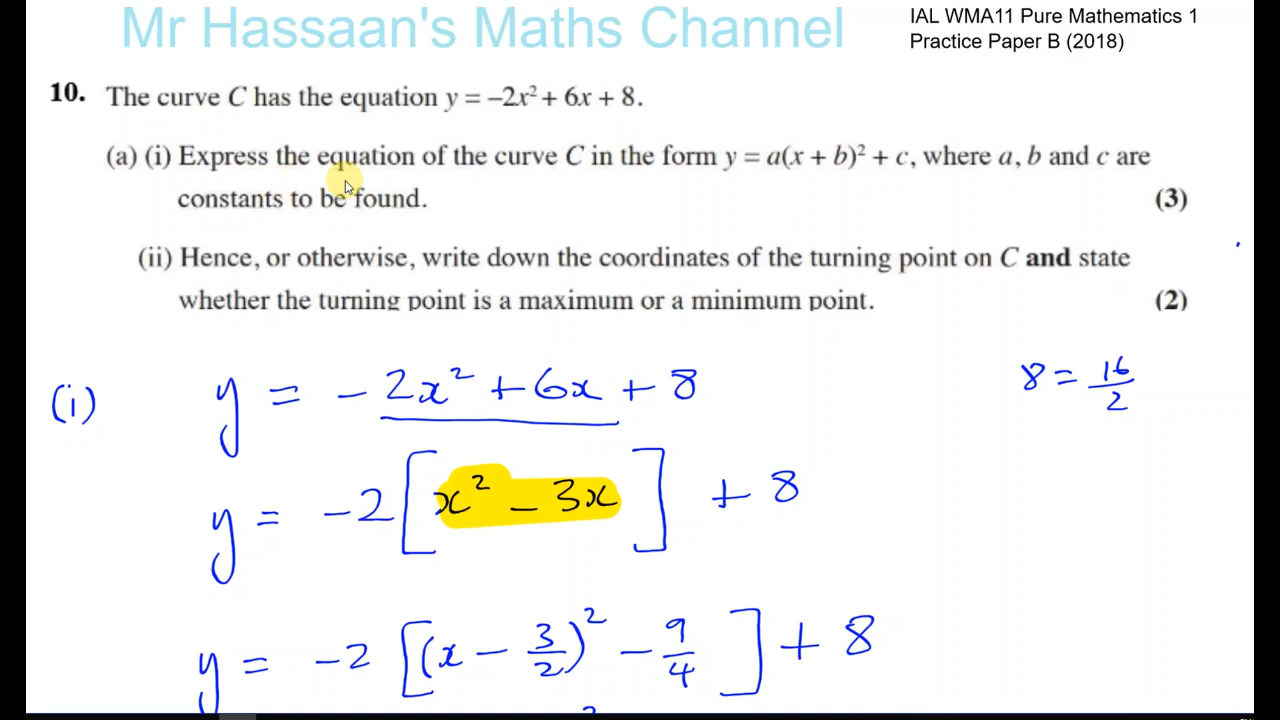 Mr Hassaan's Maths Channel
IAL WMA11 Pure Mathematics 1
Practice Paper B (2018)
10. The curve C has the equation y = –2x² + 6x + 8.
(a) (i) Express the equation of the curve C in the form y = a(x + b)² + c, where a, b and c are
constants to be found.
(3)
(ii) Hence, or otherwise, write down the coordinates of the turning point on C and state
whether the turning point is a maximum or a minimum point.
(2)
(i) y = - 2x² + 6x + 8
8 = 16/2
y = -2[x² - 3x] + 8
y = -2[(x - 3/2)² - 9/4] + 8